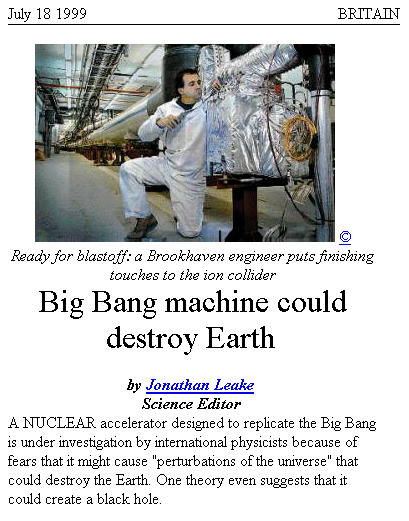 July 18 1999 BRITAIN
©
Ready for blastoff: a Brookhaven engineer puts finishing
touches to the ion collider
Big Bang machine could
destroy Earth
by Jonathan Leake
Science Editor
A NUCLEAR accelerator designed to replicate the Big Bang
is under investigation by international physicists because of
fears that it might cause "perturbations of the universe" that
could destroy the Earth. One theory even suggests that it
could create a black hole.